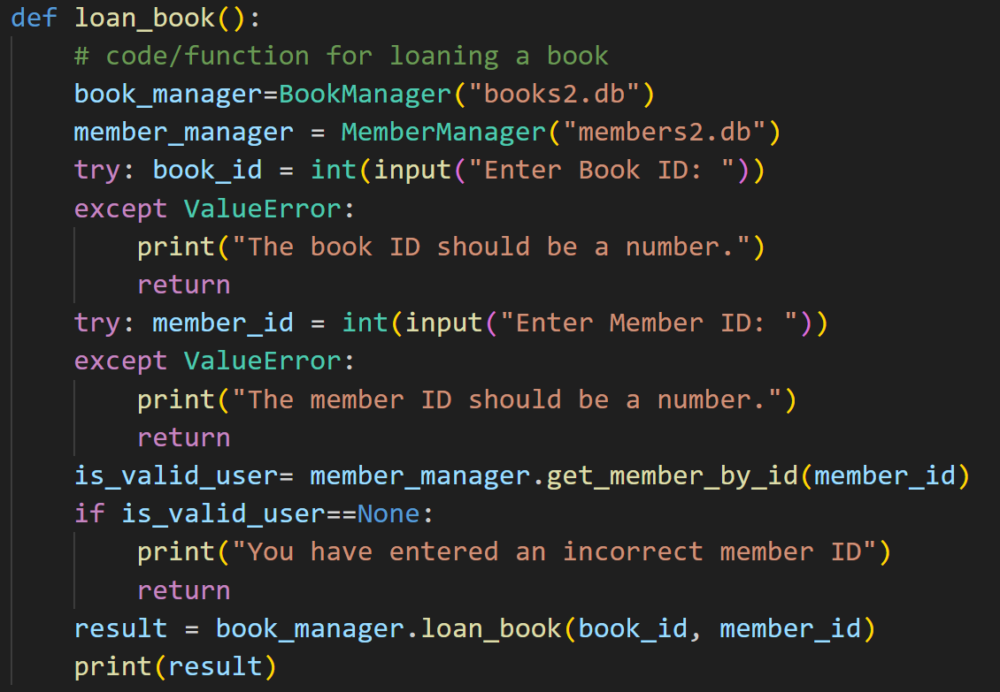 def loan_book():
    # code/function for loaning a book
    book_manager=BookManager("books2.db")
    member_manager = MemberManager("members2.db")
    try: book_id = int(input("Enter Book ID: "))
    except ValueError:
        print("The book ID should be a number.")
        return
    try: member_id = int(input("Enter Member ID: "))
    except ValueError:
        print("The member ID should be a number.")
        return
    is_valid_user= member_manager.get_member_by_id(member_id)
    if is_valid_user==None:
        print("You have entered an incorrect member ID")
        return
    result = book_manager.loan_book(book_id, member_id)
    print(result)